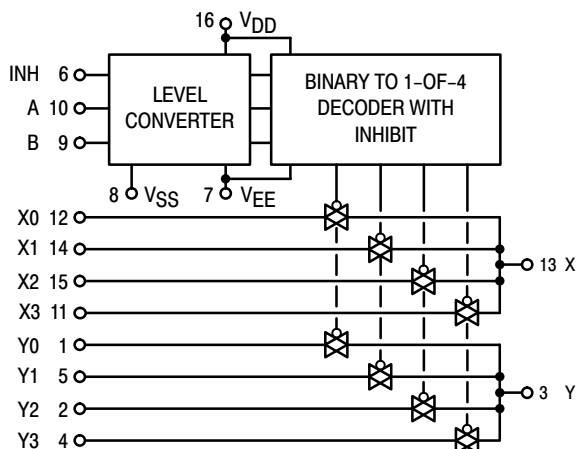 16 VDD
INH 6
A 10
B 9
LEVEL
CONVERTER
BINARY TO 1-OF-4
DECODER WITH
INHIBIT
8 VSS
7 VEE
X0 12
X1 14
X2 15
X3 11
13 X
Y0 1
Y1 5
Y2 2
Y3 4
3 Y